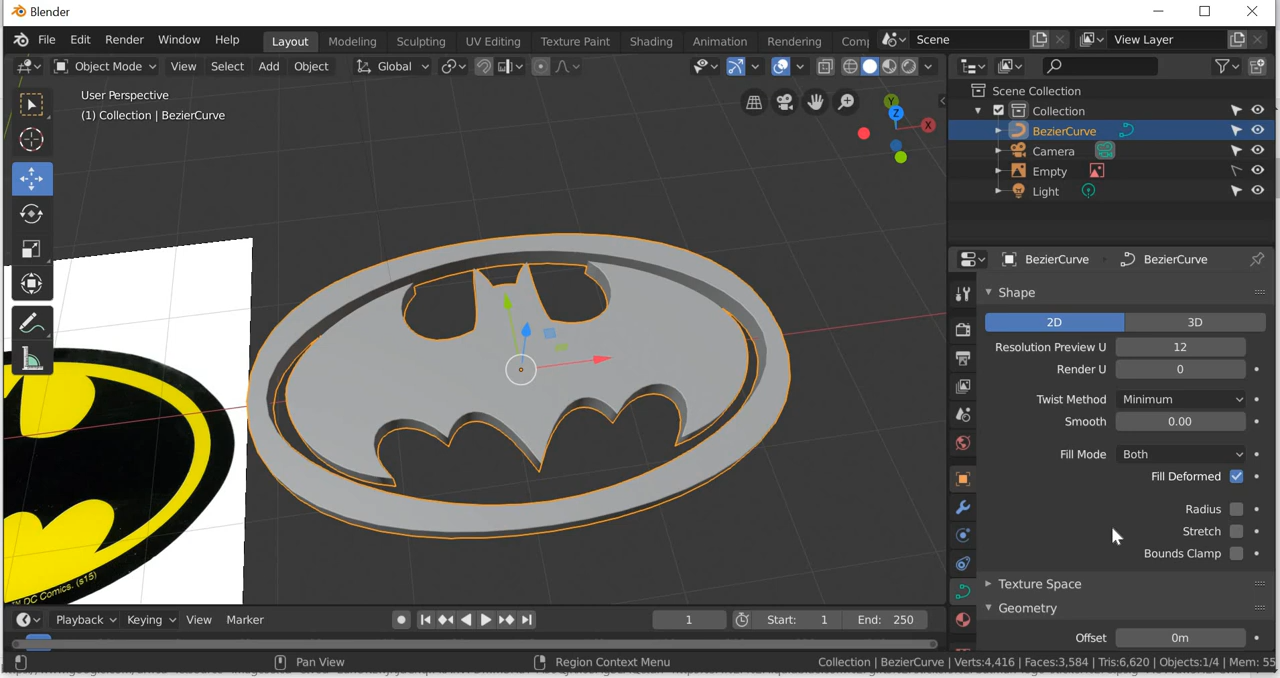 Blender
File Edit Render Window Help
Layout Modeling Sculpting UV Editing Texture Paint Shading Animation Rendering Comp
Scene
View Layer
Object Mode View Select Add Object
Global
User Perspective
(1) Collection | BezierCurve
Y
Z
X
Scene Collection
Collection
BezierCurve
Camera
Empty
Light
BezierCurve
BezierCurve
Shape
2D 3D
Resolution Preview U 12
Render U 0
Twist Method Minimum
Smooth 0.00
Fill Mode Both
Fill Deformed
Radius
Stretch
Bounds Clamp
Texture Space
Geometry
Offset 0m
DC Comics. (s15)
Playback Keying View Marker
1
Start: 1
End: 250
Pan View
Region Context Menu
Collection | BezierCurve | Verts:4,416 | Faces:3,584 | Tris:6,620 | Objects:1/4 | Mem: 55